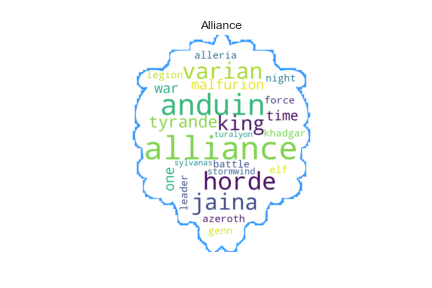 Alliance
alleria
legion varian night
war malfurion
anduin force
tyrande king time
turalyon khadgar
alliance
sylvanas battle elf
one stormwind
leader horde
jaina
azeroth
genn